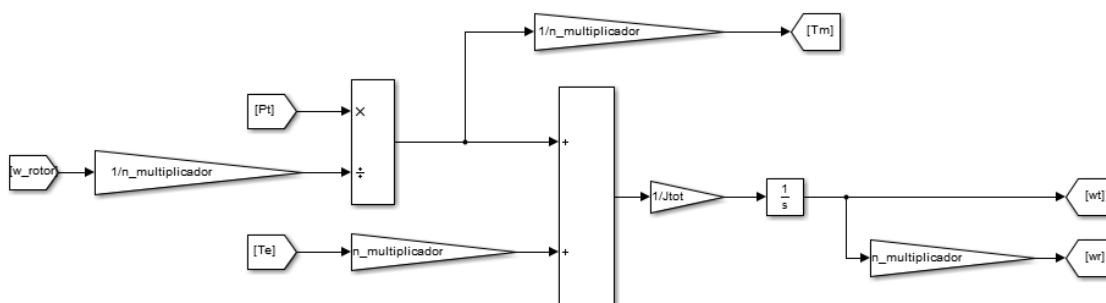 1/n_multiplicador
[Tm]
[Pt]
×
[w_rotor]
1/n_multiplicador
÷
+
1/Jtot
1
s
[wt]
[Te]
n_multiplicador
+
n_multiplicador
[wr]